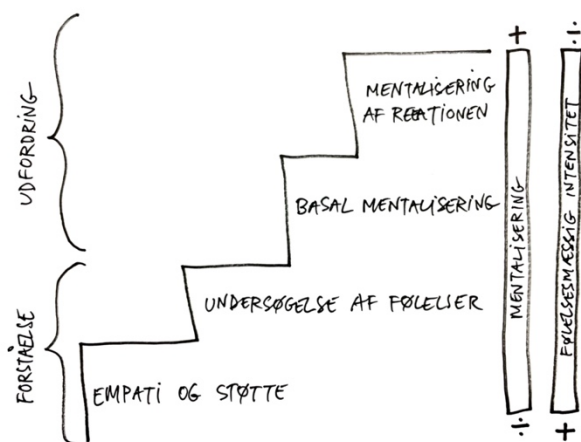 UDFORDRING
FORSTÅELSE
MENTALISERING
AF RELATIONEN
BASAL MENTALISERING
UNDERSØGELSE AF FØLELSER
EMPATI OG STØTTE
+
MENTALISERING
÷
÷
FØLELSESMÆSSIG INTENSITET
+